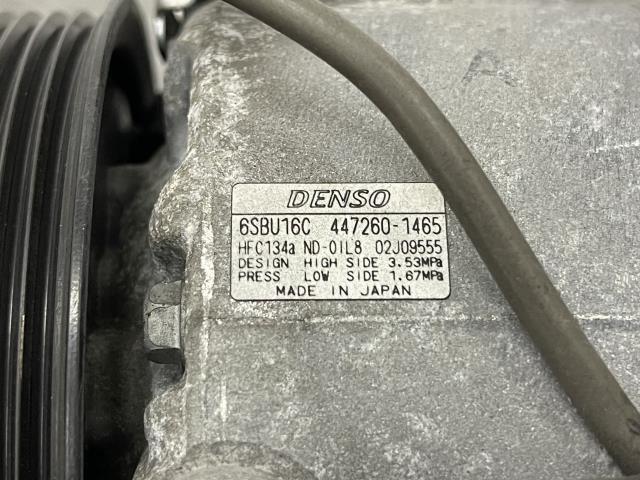 A
DENSO
6SBU16C 447260-1465
HFC134a ND-OIL8 02J09555
DESIGN HIGH SIDE 3.53MPa
PRESS LOW SIDE 1.67MPa
MADE IN JAPAN